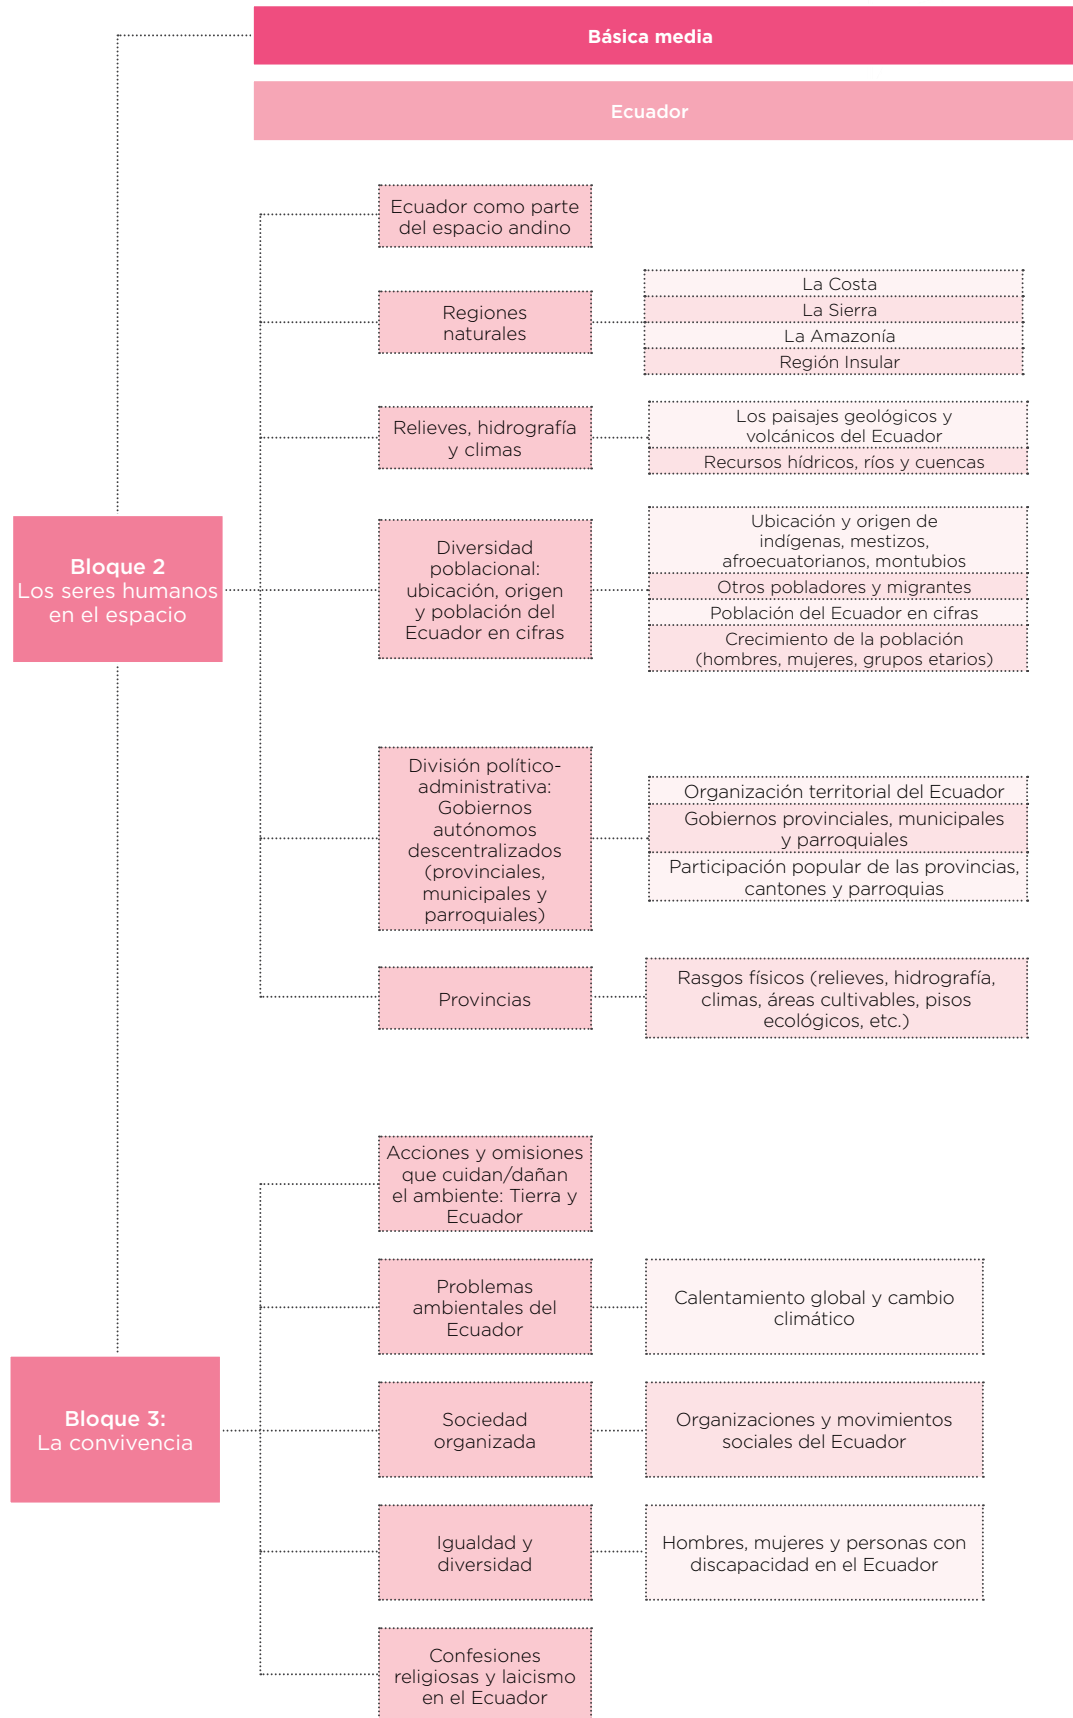 Básica media
Ecuador
Bloque 2
Los seres humanos
en el espacio
Ecuador como parte
del espacio andino
Regiones
naturales
La Costa
La Sierra
La Amazonía
Región Insular
Relieves, hidrografía
y climas
Los paisajes geológicos y
volcánicos del Ecuador
Recursos hídricos, ríos y cuencas
Diversidad
poblacional:
ubicación, origen
y población del
Ecuador en cifras
Ubicación y origen de
indígenas, mestizos,
afroecuatorianos, montubios
Otros pobladores y migrantes
Población del Ecuador en cifras
Crecimiento de la población
(hombres, mujeres, grupos etarios)
División político-
administrativa:
Gobiernos
autónomos
descentralizados
(provinciales,
municipales y
parroquiales)
Organización territorial del Ecuador
Gobiernos provinciales, municipales
y parroquiales
Participación popular de las provincias,
cantones y parroquias
Provincias
Rasgos físicos (relieves, hidrografía,
climas, áreas cultivables, pisos
ecológicos, etc.)
Bloque 3:
La convivencia
Acciones y omisiones
que cuidan/dañan
el ambiente: Tierra y
Ecuador
Problemas
ambientales del
Ecuador
Calentamiento global y cambio
climático
Sociedad
organizada
Organizaciones y movimientos
sociales del Ecuador
Igualdad y
diversidad
Hombres, mujeres y personas con
discapacidad en el Ecuador
Confesiones
religiosas y laicismo
en el Ecuador